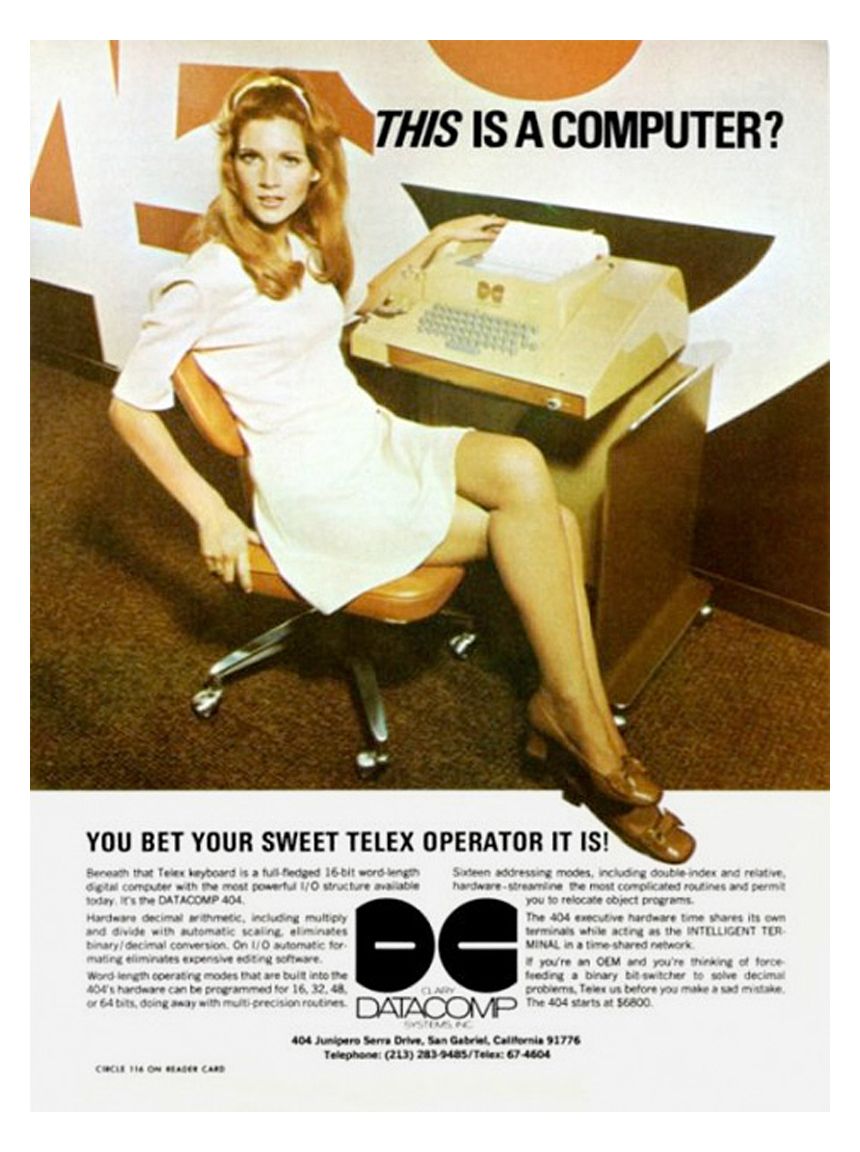 THIS IS A COMPUTER?
YOU BET YOUR SWEET TELEX OPERATOR IT IS!
Beneath that Telex keyboard is a full-fledged 16-bit word-length
digital computer with the most powerful I/O structure available
today. It's the DATACOMP 404.
Hardware decimal arithmetic, including multiply
and divide with automatic scaling, eliminates
binary/decimal conversion. On I/O automatic for-
mating eliminates expensive editing software.
Word-length operating modes that are built into the
404's hardware can be programmed for 16, 32, 48,
or 64 bits, doing away with multi-precision routines.
Sixteen addressing modes, including double-index and relative,
hardware-streamline the most complicated routines and permit
you to relocate object programs.
The 404 executive hardware time shares its own
terminals while acting as the INTELLIGENT TER-
MINAL in a time-shared network.
If you're an OEM and you're thinking of force-
feeding a binary bit-switcher to solve decimal
problems, Telex us before you make a sad mistake.
The 404 starts at $6800.
DC
CLARY
DATACOMP
SYSTEMS, INC
404 Junipero Serra Drive, San Gabriel, California 91776
Telephone: (213) 283-9485/Telex: 67-4604
CIRCLE 116 ON READER CARD